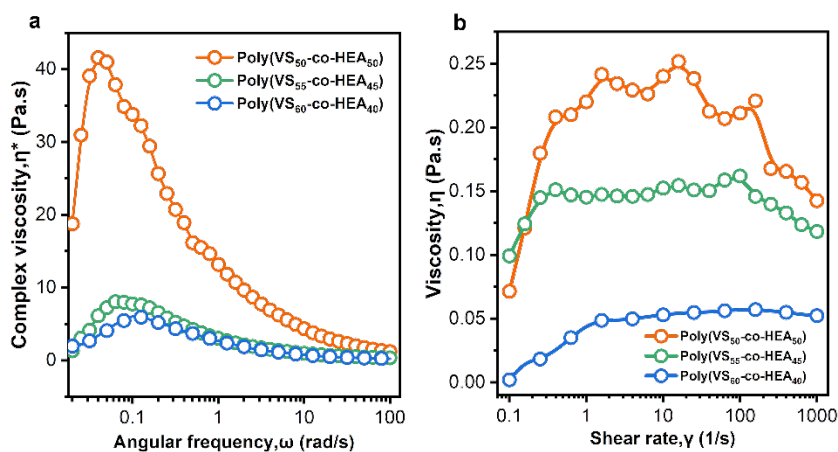 a
Complex viscosity,η* (Pa.s)
40
30
20
10
0
Poly(VS₅₀-co-HEA₅₀)
Poly(VS₅₅-co-HEA₄₅)
Poly(VS₆₀-co-HEA₄₀)
0.1 1 10 100
Angular frequency,ω (rad/s)
b
Viscosity,η (Pa.s)
0.25
0.20
0.15
0.10
0.05
0.00
Poly(VS₅₀-co-HEA₅₀)
Poly(VS₅₅-co-HEA₄₅)
Poly(VS₆₀-co-HEA₄₀)
0.1 1 10 100 1000
Shear rate,γ (1/s)